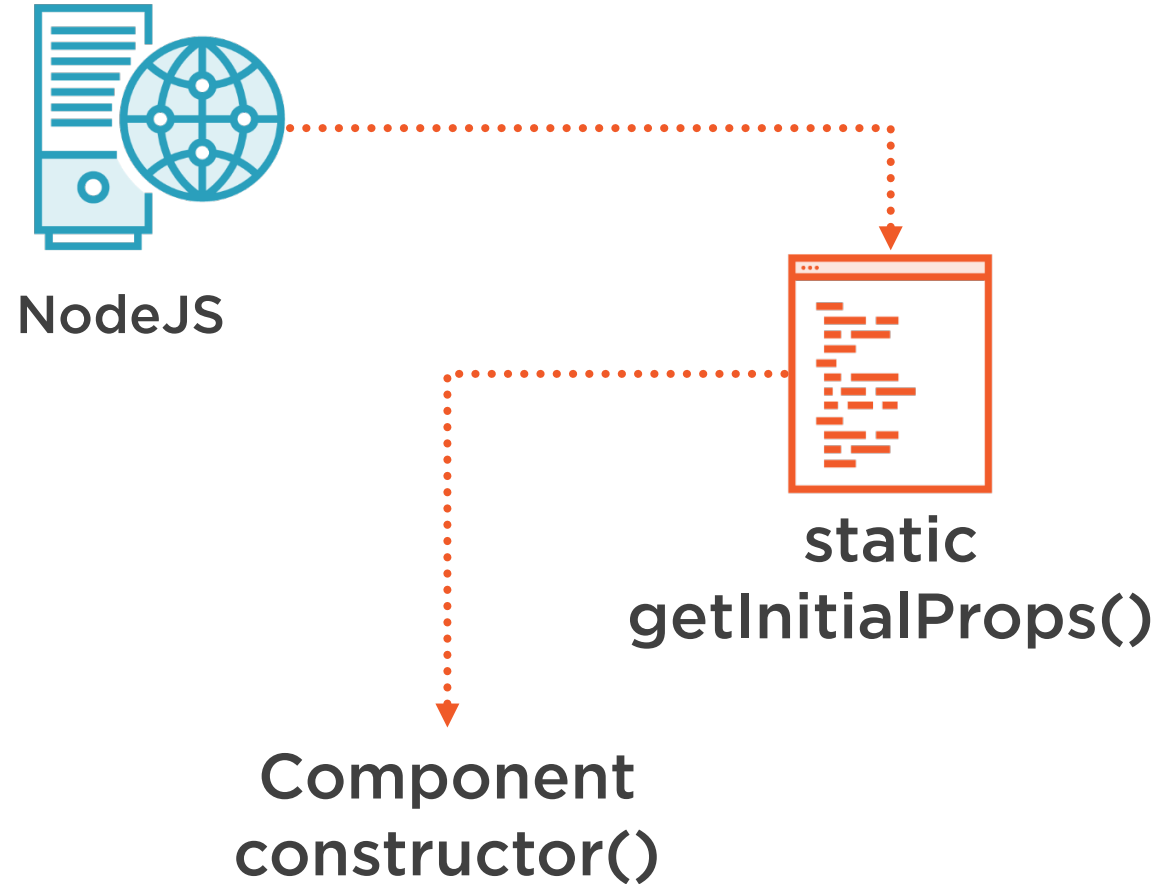 NodeJS
static
getInitialProps()
Component
constructor()